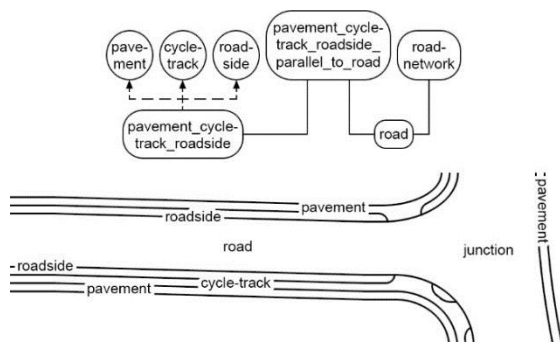 pave-
ment
cycle-
track
road-
side
pavement_cycle-
track_roadside_
parallel_to_road
road-
network
pavement_cycle-
track_roadside
road
pavement
roadside
pavement
road
junction
roadside
cycle-track
pavement